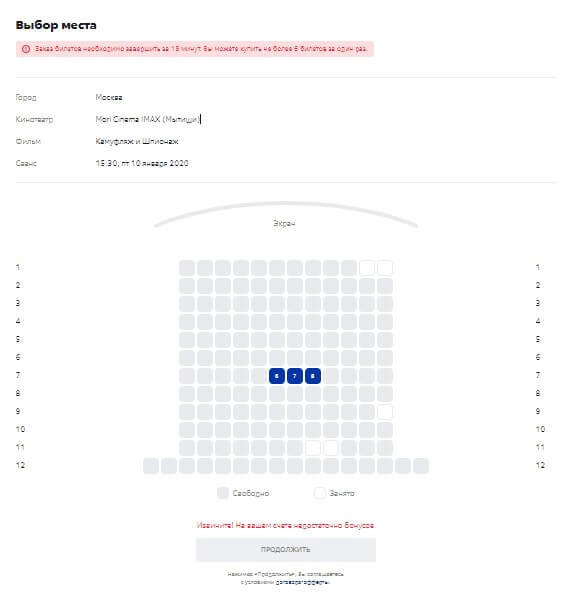 Выбор места
Заказ билетов необходимо завершить за 15 минут. Вы можете купить не более 6 билетов за один раз.
Город Москва
Кинотеатр Mori Cinema IMAX (Мытищи)
Фильм Камуфляж и Шпионаж
Сеанс 15:30, пт 10 января 2020
Экран
1 1
2 2
3 3
4 4
5 5
6 6
7 6 7 8 7
8 8
9 9
10 10
11 11
12 12
Свободно Занято
Извините! На вашем счете недостаточно бонусов
ПРОДОЛЖИТЬ
Нажимая «Продолжить», Вы соглашаетесь
с условиями договора-офферты.